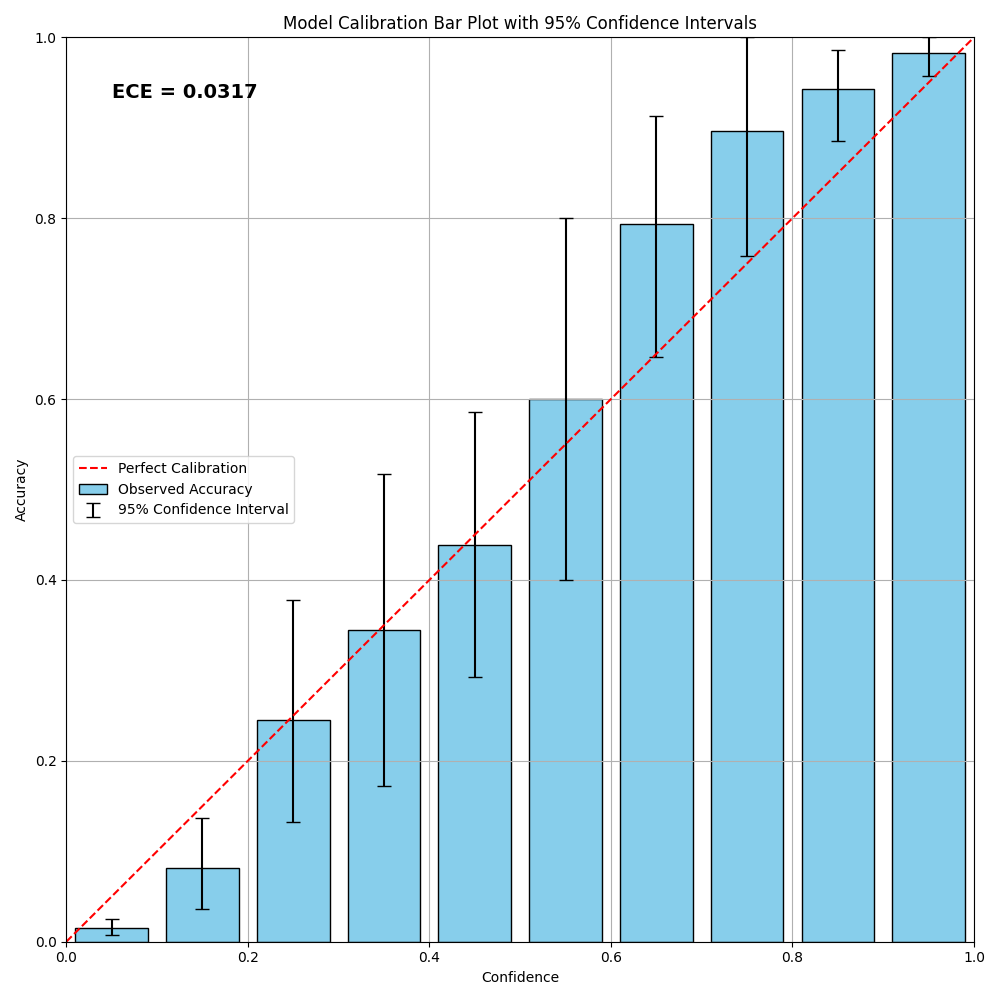 Model Calibration Bar Plot with 95% Confidence Intervals
1.0
ECE = 0.0317
0.8
0.6
Perfect Calibration
Observed Accuracy
95% Confidence Interval
Accuracy
0.4
0.2
0.0
0.0 0.2 0.4 0.6 0.8 1.0
Confidence